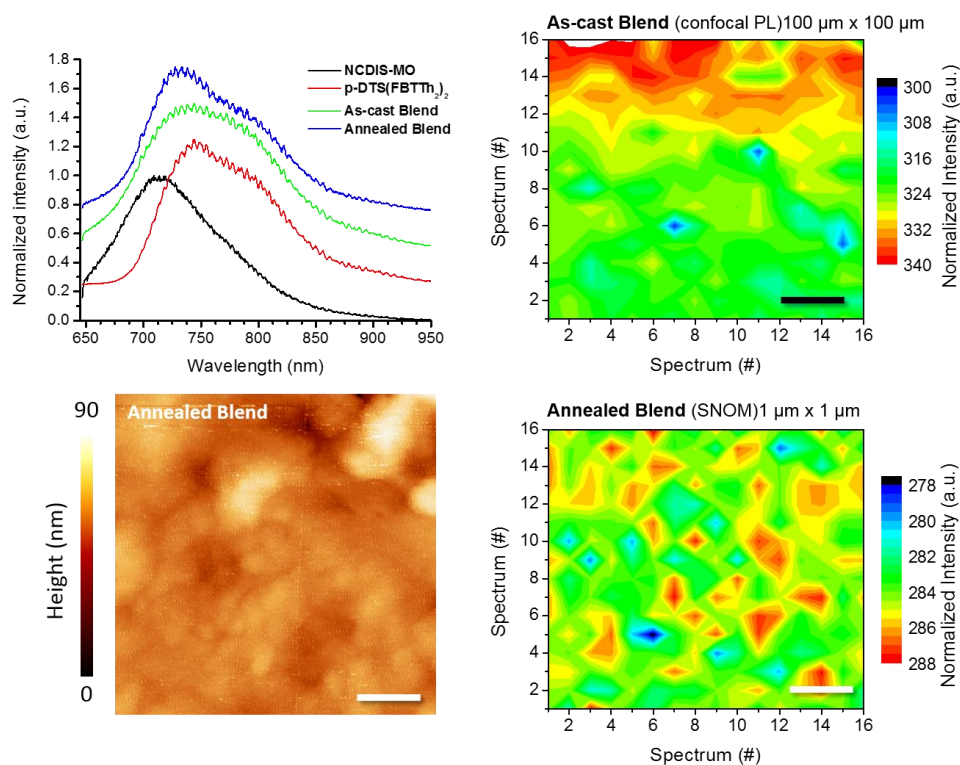 1.8
1.6
1.4
1.2
1.0
0.8
0.6
0.4
0.2
0.0
Normalized intensity (a.u.)
NCDIS-MO
p-DTS(FBTTh2)2
As-cast Blend
Annealed Blend
650 700 750 800 850 900 950
Wavelength (nm)
As-cast Blend (confocal PL)100 µm x 100 µm
16
14
12
10
8
6
4
2
Spectrum (#)
2 4 6 8 10 12 14 16
Spectrum (#)
300
308
316
324
332
340
Normalized Intensity (a.u.)
90
Height (nm)
0
Annealed Blend
Annealed Blend (SNOM)1 µm x 1 µm
16
14
12
10
8
6
4
2
Spectrum (#)
2 4 6 8 10 12 14 16
Spectrum (#)
278
280
282
284
286
288
Normalized Intensity (a.u.)